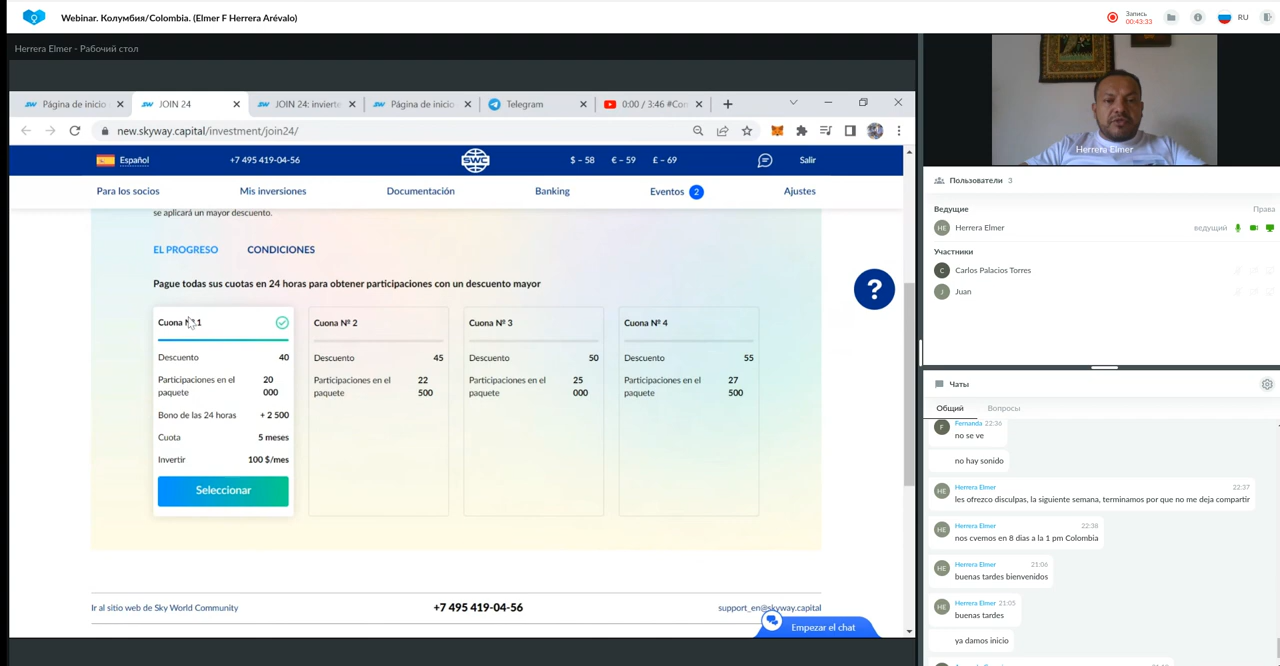 Webinar. Колумбия/Colombia. (Elmer F Herrera Arévalo)
Запись
00:43:33
RU
Herrera Elmer - Рабочий стол
Página de inicio
JOIN 24
JOIN 24: invierte
Página de inicio
Telegram
0:00 / 3:46 #Con
new.skyway.capital/investment/join24/
Español
+7 495 419-04-56
SWC
$ – 58
€ – 59
£ – 69
Salir
Para los socios
Mis inversiones
Documentación
Banking
Eventos 2
Ajustes
se aplicará un mayor descuento.
EL PROGRESO
CONDICIONES
Pague todas sus cuotas en 24 horas para obtener participaciones con un descuento mayor
?
Cuona Nº 1
Descuento 40
Participaciones en el 20
paquete 000
Bono de las 24 horas + 2 500
Cuota 5 meses
Invertir 100 $/mes
Seleccionar
Cuona Nº 2
Descuento 45
Participaciones en el 22
paquete 500
Cuona Nº 3
Descuento 50
Participaciones en el 25
paquete 000
Cuona Nº 4
Descuento 55
Participaciones en el 27
paquete 500
Ir al sitio web de Sky World Community
+7 495 419-04-56
support_en@skyway.capital
Empezar el chat
Herrera Elmer
Пользователи 3
Ведущие
Права
HE
Herrera Elmer
ведущий
Участники
C
Carlos Palacios Torres
J
Juan
Чаты
Общий
Вопросы
F
Fernanda 22:36
no se ve
no hay sonido
HE
Herrera Elmer 22:37
les ofrezco disculpas, la siguiente semana, terminamos por que no me deja compartir
HE
Herrera Elmer 22:38
nos cvemos en 8 dias a la 1 pm Colombia
HE
Herrera Elmer 21:06
buenas tardes bienvenidos
HE
Herrera Elmer 21:05
buenas tardes
ya damos inicio